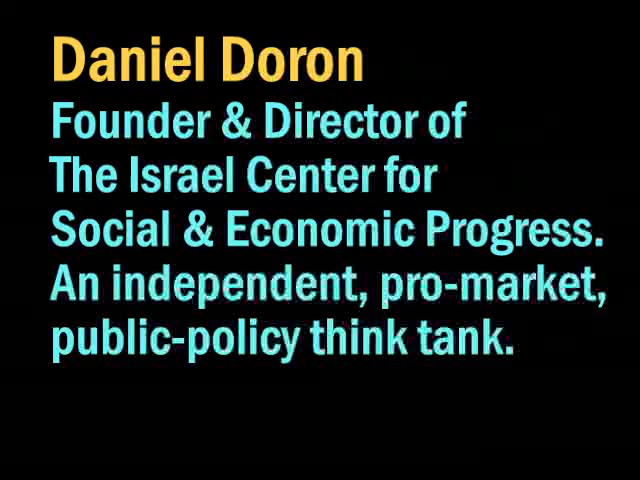 Daniel Doron
Founder & Director of
The Israel Center for
Social & Economic Progress.
An independent, pro-market,
public-policy think tank.